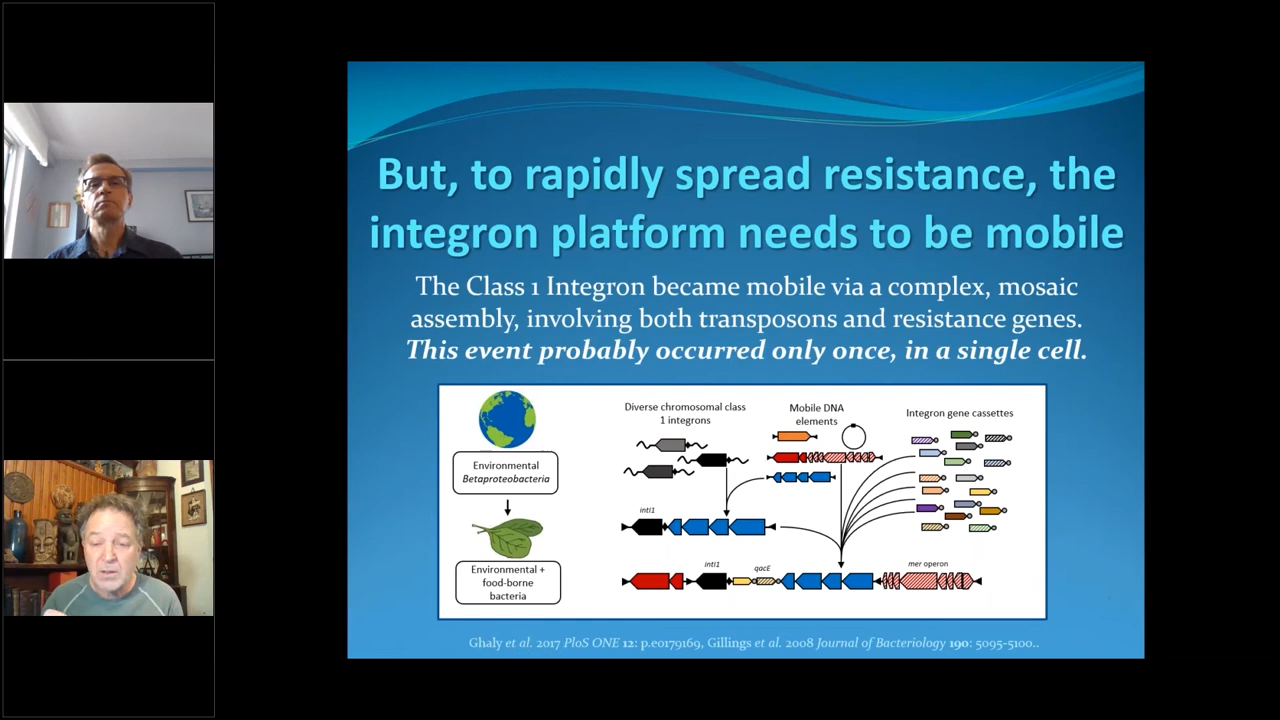 But, to rapidly spread resistance, the
integron platform needs to be mobile
The Class 1 Integron became mobile via a complex, mosaic
assembly, involving both transposons and resistance genes.
This event probably occurred only once, in a single cell.
Environmental
Betaproteobacteria
Environmental +
food-borne
bacteria
Diverse chromosomal class
1 integrons
Mobile DNA
elements
Integron gene cassettes
intI1
intI1
qacE
mer operon
Ghaly et al. 2017 PloS ONE 12: p.e0179169, Gillings et al. 2008 Journal of Bacteriology 190: 5095-5100..